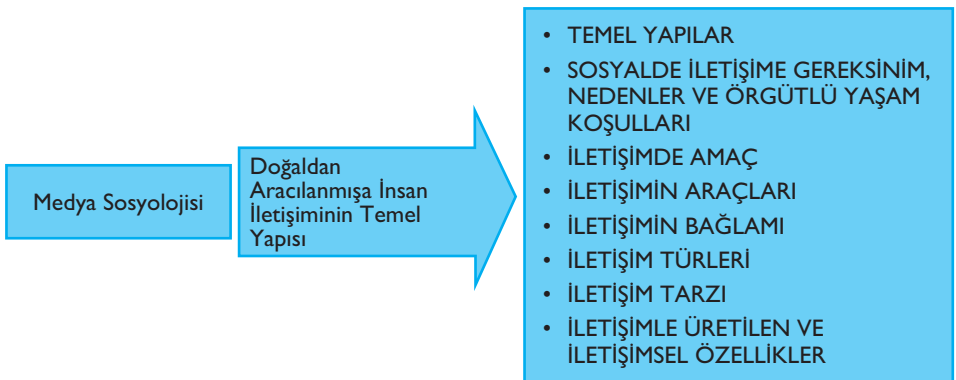 Medya Sosyolojisi
Doğaldan
Aracılanmışa İnsan
İletişiminin Temel
Yapısı
• TEMEL YAPILAR
• SOSYALDE İLETİŞİME GEREKSİNİM,
NEDENLER VE ÖRGÜTLÜ YAŞAM
KOŞULLARI
• İLETİŞİMDE AMAÇ
• İLETİŞİMİN ARAÇLARI
• İLETİŞİMİN BAĞLAMI
• İLETİŞİM TÜRLERİ
• İLETİŞİM TARZI
• İLETİŞİMLE ÜRETİLEN VE
İLETİŞİMSEL ÖZELLİKLER